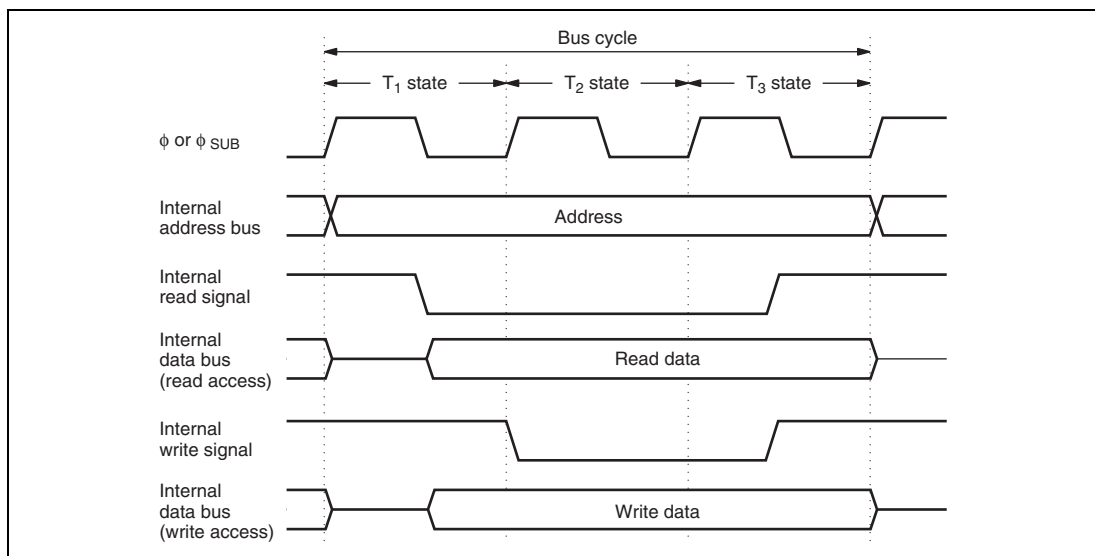 Bus cycle
T₁ state
T₂ state
T₃ state
φ or φ SUB
Internal
address bus
Address
Internal
read signal
Internal
data bus
(read access)
Read data
Internal
write signal
Internal
data bus
(write access)
Write data